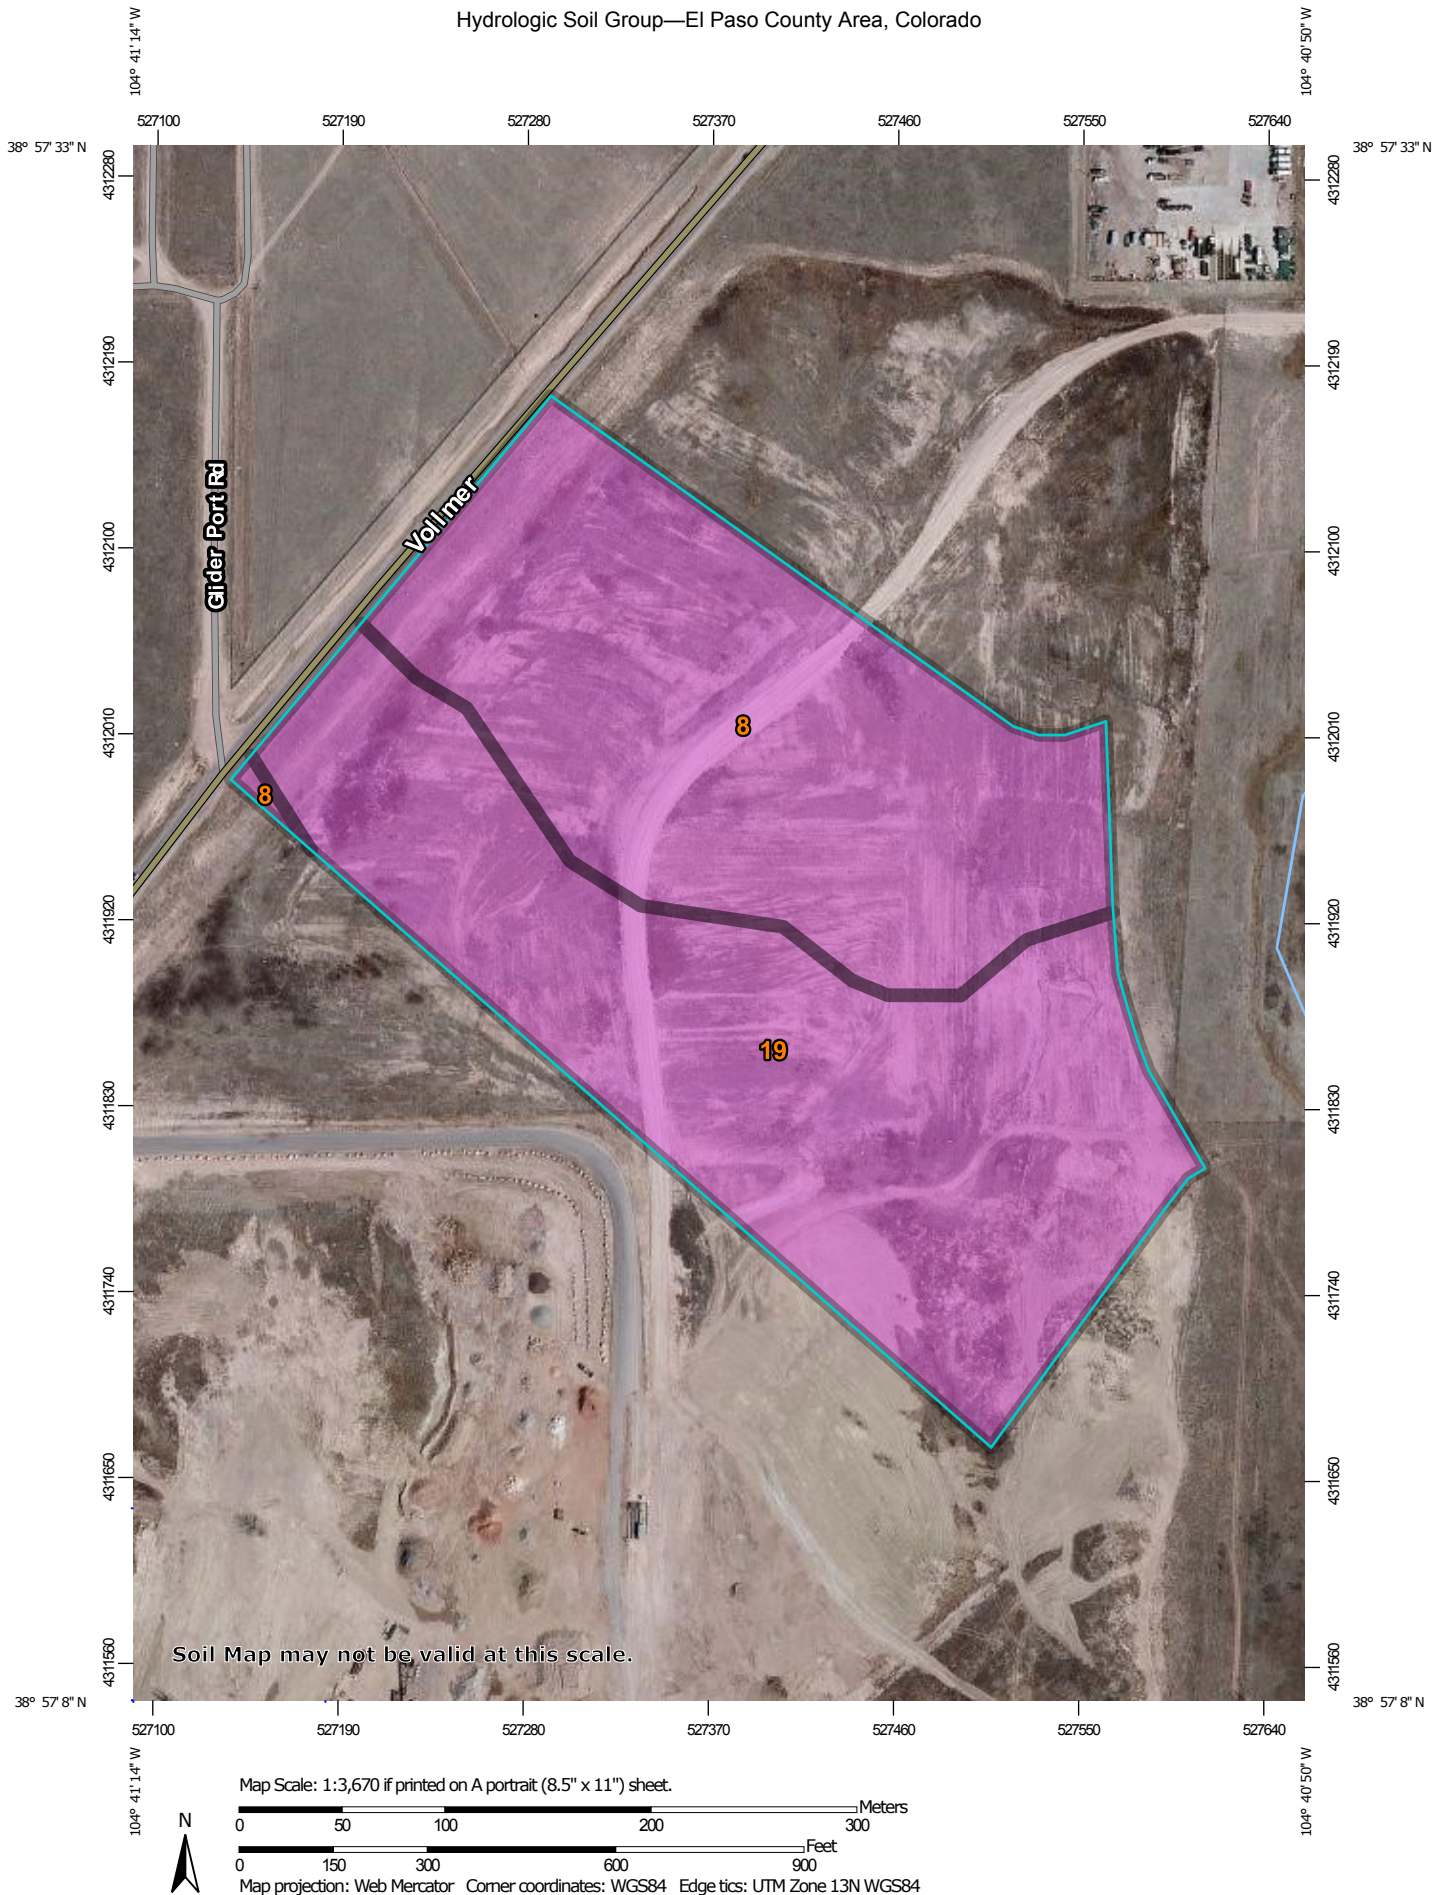 Hydrologic Soil Group—El Paso County Area, Colorado
104° 41' 14" W
104° 40' 50" W
527100 527190 527280 527370 527460 527550 527640
38° 57' 33" N
38° 57' 33" N
4312280
4312280
4312190
4312190
4312100
4312100
4312010
4312010
4311920
4311920
4311830
4311830
4311740
4311740
4311650
4311650
4311560
4311560
Glider Port Rd
Vollmer
8
8
19
Soil Map may not be valid at this scale.
38° 57' 8" N
38° 57' 8" N
527100 527190 527280 527370 527460 527550 527640
104° 41' 14" W
104° 40' 50" W
Map Scale: 1:3,670 if printed on A portrait (8.5" x 11") sheet.
N
Meters
0 50 100 200 300
Feet
0 150 300 600 900
Map projection: Web Mercator Corner coordinates: WGS84 Edge tics: UTM Zone 13N WGS84